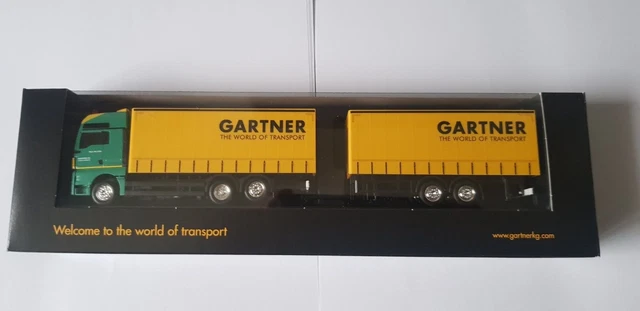 GARTNER
THE WORLD OF TRANSPORT
GARTNER
THE WORLD OF TRANSPORT
Welcome to the world of transport
www.gartnerkg.com